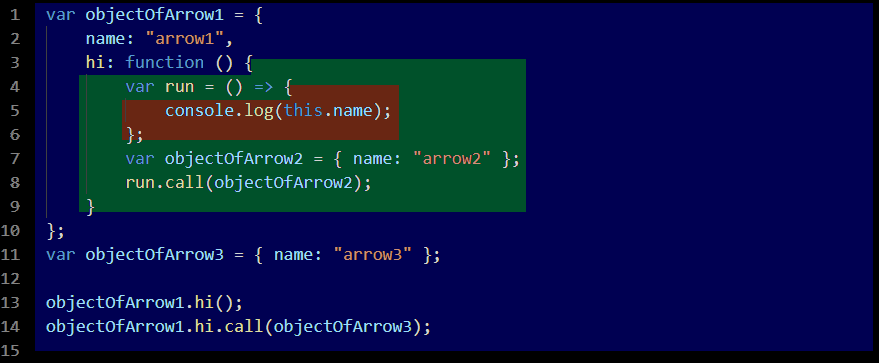 1 var objectOfArrow1 = {
2     name: "arrow1",
3     hi: function () {
4         var run = () => {
5             console.log(this.name);
6         };
7         var objectOfArrow2 = { name: "arrow2" };
8         run.call(objectOfArrow2);
9     }
10 };
11 var objectOfArrow3 = { name: "arrow3" };
12
13 objectOfArrow1.hi();
14 objectOfArrow1.hi.call(objectOfArrow3);
15